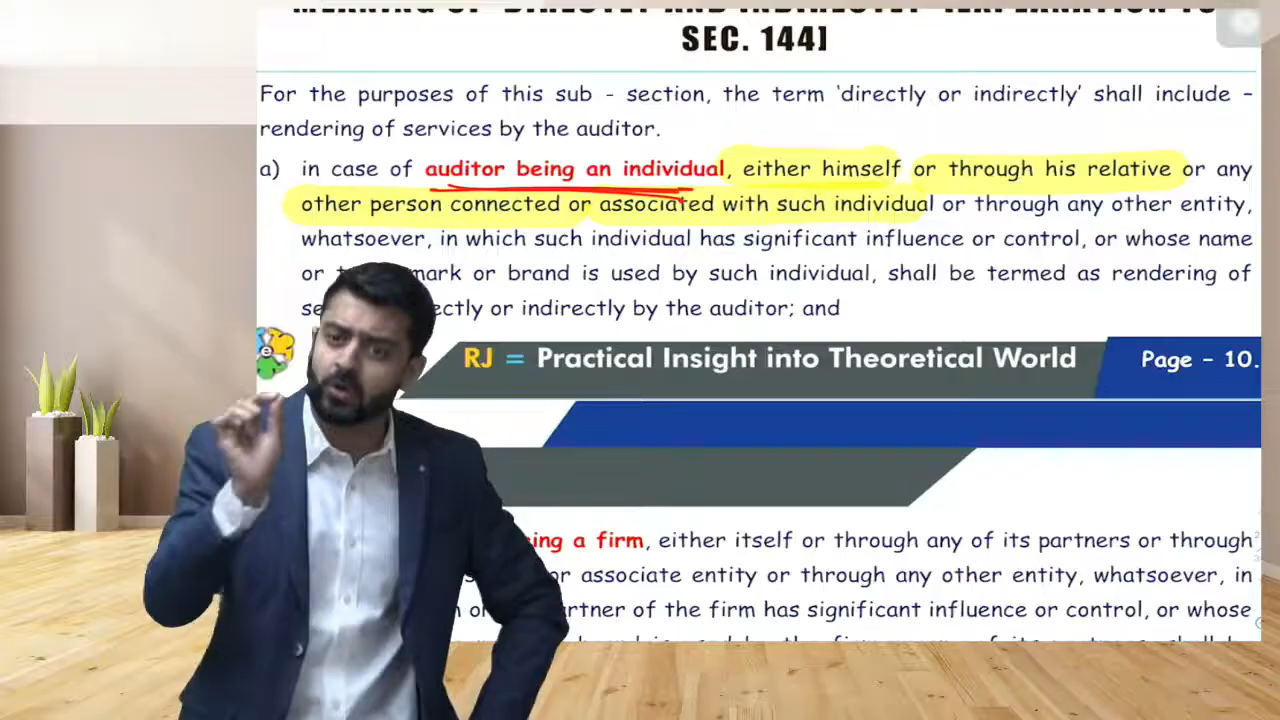 SEC. 144]
For the purposes of this sub - section, the term ‘directly or indirectly’ shall include –
rendering of services by the auditor.
a) in case of auditor being an individual, either himself or through his relative or any
other person connected or associated with such individual or through any other entity,
whatsoever, in which such individual has significant influence or control, or whose name
or mark or brand is used by such individual, shall be termed as rendering of
or indirectly by the auditor; and
RJ = Practical Insight into Theoretical World
Page – 10.
a firm, either itself or through any of its partners or through
or associate entity or through any other entity, whatsoever, in
of the firm has significant influence or control, or whose